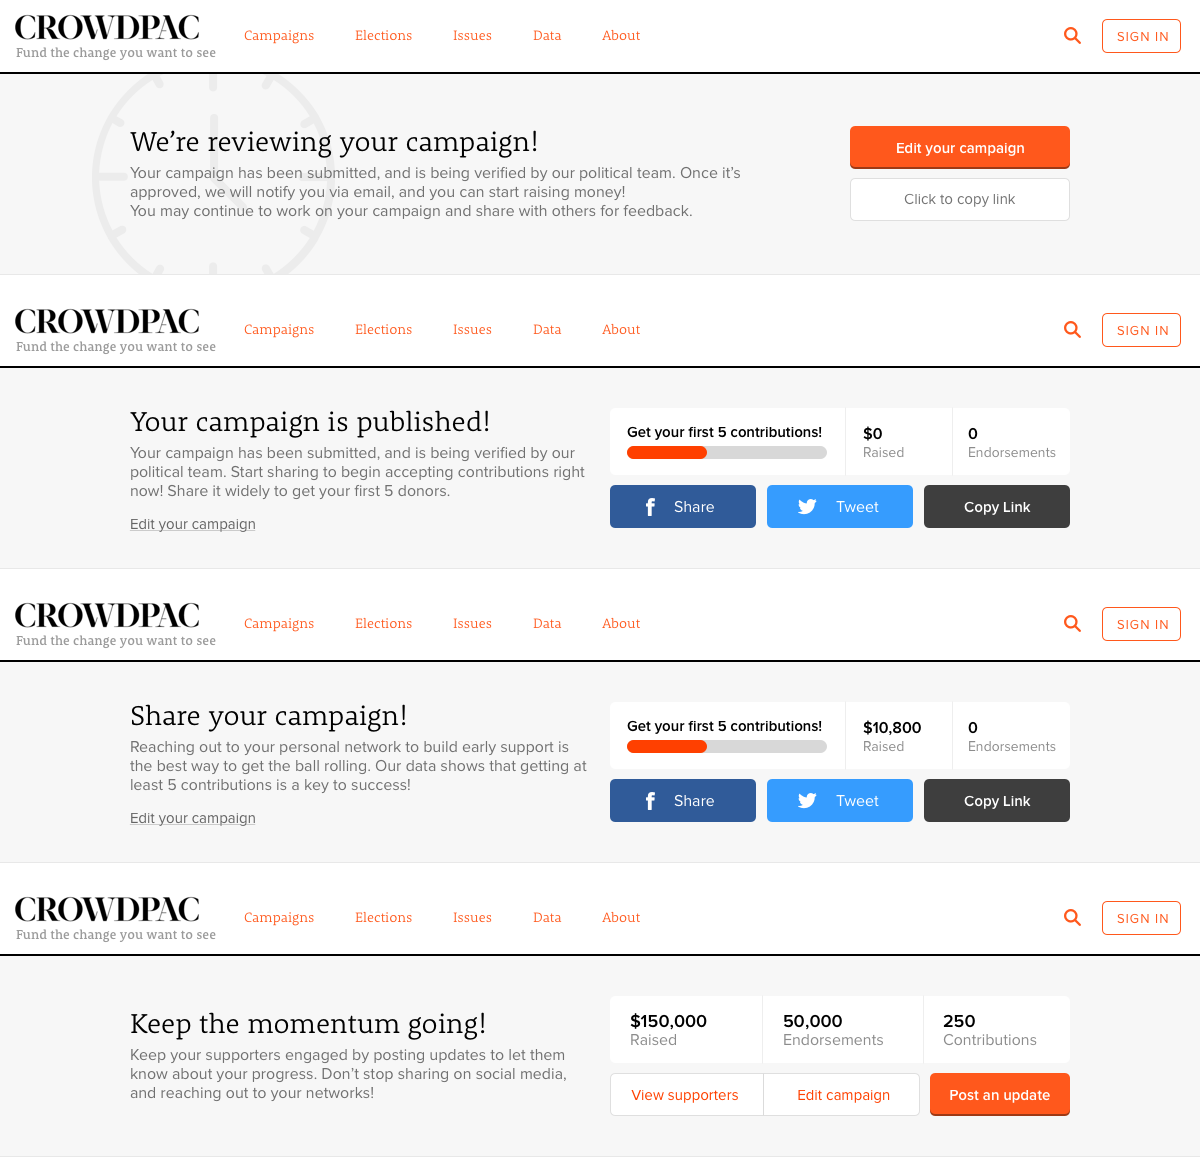 CROWDPAC
Fund the change you want to see
Campaigns Elections Issues Data About
SIGN IN
We're reviewing your campaign!
Your campaign has been submitted, and is being verified by our political team. Once it's
approved, we will notify you via email, and you can start raising money!
You may continue to work on your campaign and share with others for feedback.
Edit your campaign
Click to copy link
CROWDPAC
Fund the change you want to see
Campaigns Elections Issues Data About
SIGN IN
Your campaign is published!
Your campaign has been submitted, and is being verified by our
political team. Start sharing to begin accepting contributions right
now! Share it widely to get your first 5 donors.
Edit your campaign
Get your first 5 contributions!
$0
Raised
0
Endorsements
Share
Tweet
Copy Link
CROWDPAC
Fund the change you want to see
Campaigns Elections Issues Data About
SIGN IN
Share your campaign!
Reaching out to your personal network to build early support is
the best way to get the ball rolling. Our data shows that getting at
least 5 contributions is a key to success!
Edit your campaign
Get your first 5 contributions!
$10,800
Raised
0
Endorsements
Share
Tweet
Copy Link
CROWDPAC
Fund the change you want to see
Campaigns Elections Issues Data About
SIGN IN
Keep the momentum going!
Keep your supporters engaged by posting updates to let them
know about your progress. Don't stop sharing on social media,
and reaching out to your networks!
$150,000
Raised
50,000
Endorsements
250
Contributions
View supporters
Edit campaign
Post an update